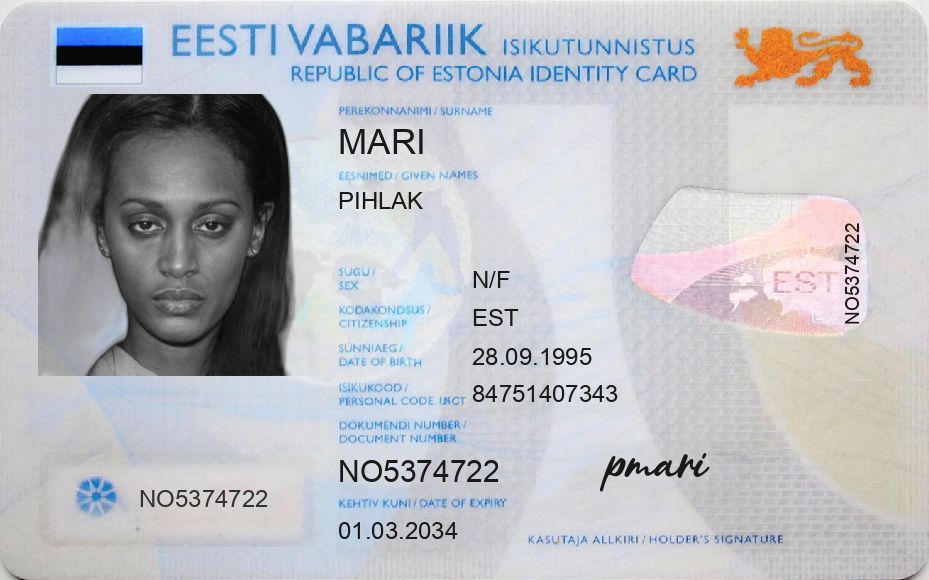 EESTI VABARIIK ISIKUTUNNISTUS
REPUBLIC OF ESTONIA IDENTITY CARD
PEREKONNANIMI / SURNAME
MARI
EESNIMED / GIVEN NAMES
PIHLAK
SUGU /
SEX
N/F
KODAKONDSUS /
CITIZENSHIP
EST
SÜNNIAEG /
DATE OF BIRTH
28.09.1995
ISIKUKOOD /
PERSONAL CODE
84751407343
DOKUMENDI NUMBER /
DOCUMENT NUMBER
NO5374722
KEHTIV KUNI / DATE OF EXPIRY
01.03.2034
NO5374722
EST
NO5374722
pmari
KASUTAJA ALLKIRI / HOLDER'S SIGNATURE